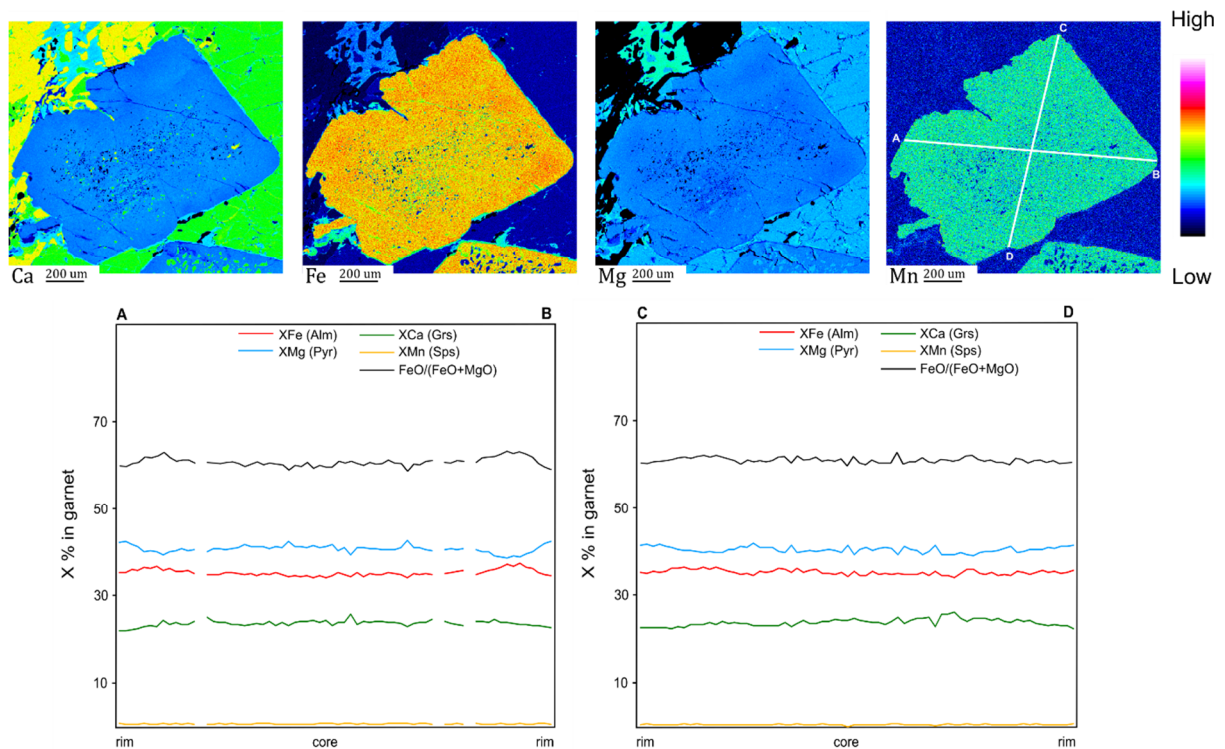 High
C
A
B
D
Ca 200 um
Fe 200 um
Mg 200 um
Mn 200 um
Low
A B
XFe (Alm) XCa (Grs)
XMg (Pyr) XMn (Sps)
FeO/(FeO+MgO)
70
50
30
10
X % in garnet
rim core rim
C D
XFe (Alm) XCa (Grs)
XMg (Pyr) XMn (Sps)
FeO/(FeO+MgO)
70
50
30
10
X % in garnet
rim core rim